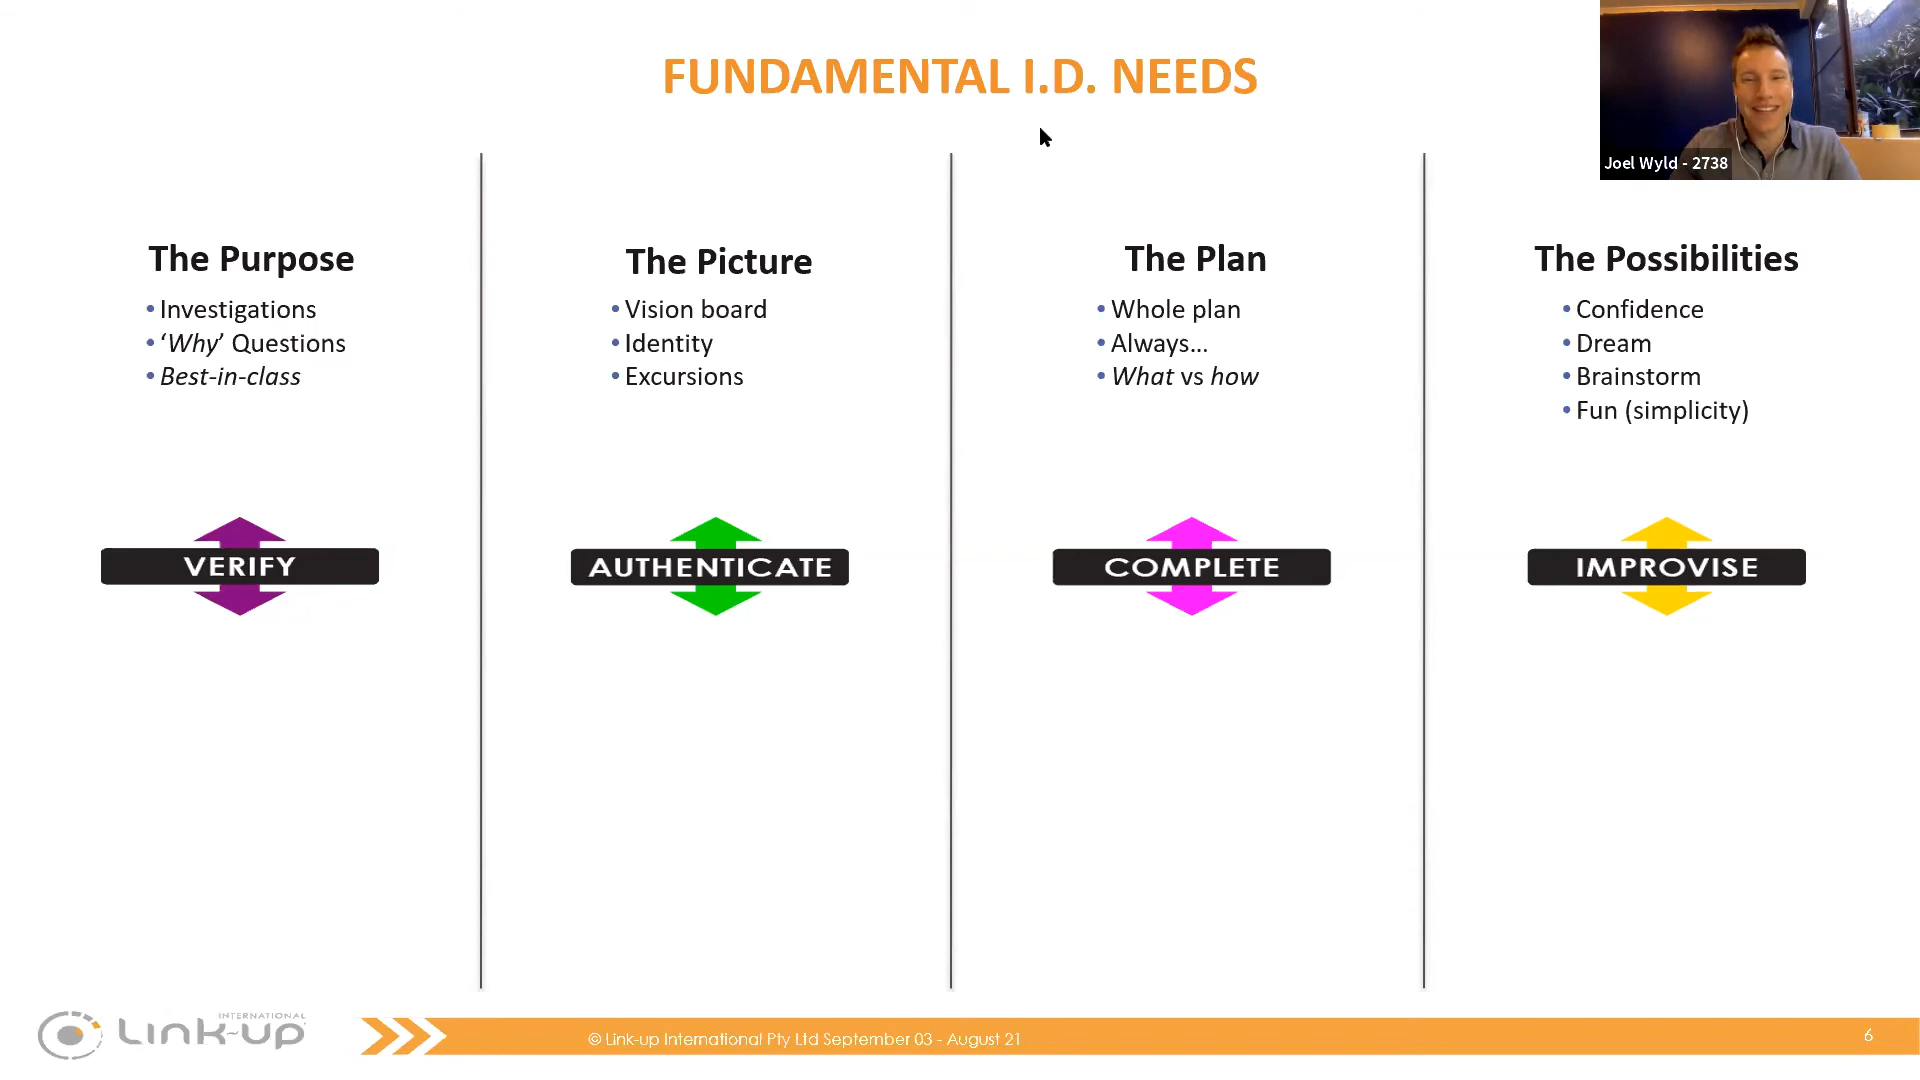 FUNDAMENTAL I.D. NEEDS
Joel Wyld - 2738
The Purpose
• Investigations
• ‘Why’ Questions
• Best-in-class
VERIFY
The Picture
• Vision board
• Identity
• Excursions
AUTHENTICATE
The Plan
• Whole plan
• Always...
• What vs how
COMPLETE
The Possibilities
• Confidence
• Dream
• Brainstorm
• Fun (simplicity)
IMPROVISE
INTERNATIONAL
Link-up
© Link-up International Pty Ltd September 03 - August 21
6